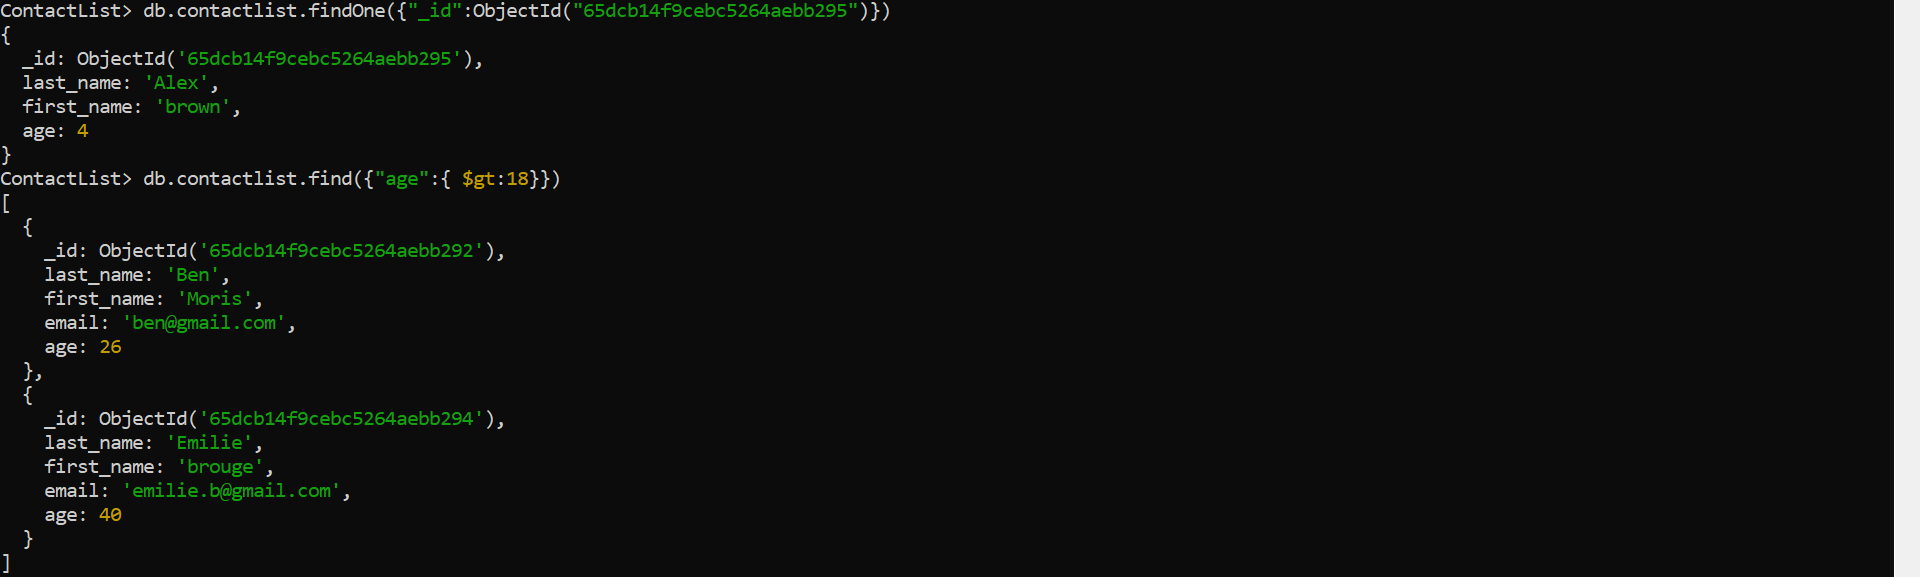 ContactList> db.contactlist.findOne({"_id":ObjectId("65dcb14f9cebc5264aebb295")})
{
  _id: ObjectId('65dcb14f9cebc5264aebb295'),
  last_name: 'Alex',
  first_name: 'brown',
  age: 4
}
ContactList> db.contactlist.find({"age":{ $gt:18}})
[
  {
    _id: ObjectId('65dcb14f9cebc5264aebb292'),
    last_name: 'Ben',
    first_name: 'Moris',
    email: 'ben@gmail.com',
    age: 26
  },
  {
    _id: ObjectId('65dcb14f9cebc5264aebb294'),
    last_name: 'Emilie',
    first_name: 'brouge',
    email: 'emilie.b@gmail.com',
    age: 40
  }
]